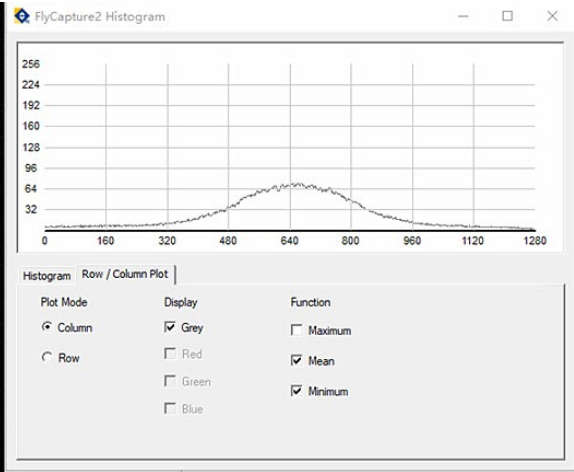 FlyCapture2 Histogram
256
224
192
160
128
96
64
32
0 160 320 480 640 800 960 1120 1280
Histogram Row / Column Plot
Plot Mode Display Function
Column Grey Maximum
Row Red Mean
Green Minimum
Blue